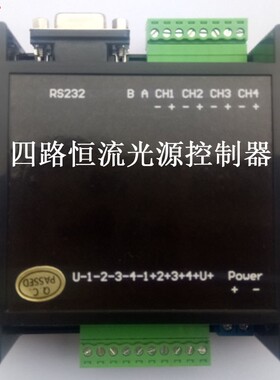 RS232 B A CH1 CH2 CH3 CH4
- + - + - + - +
四路恒流光源控制器
Q.C
PASSED
U-1-2-3-4-1+2+3+4+U+ Power
+ -